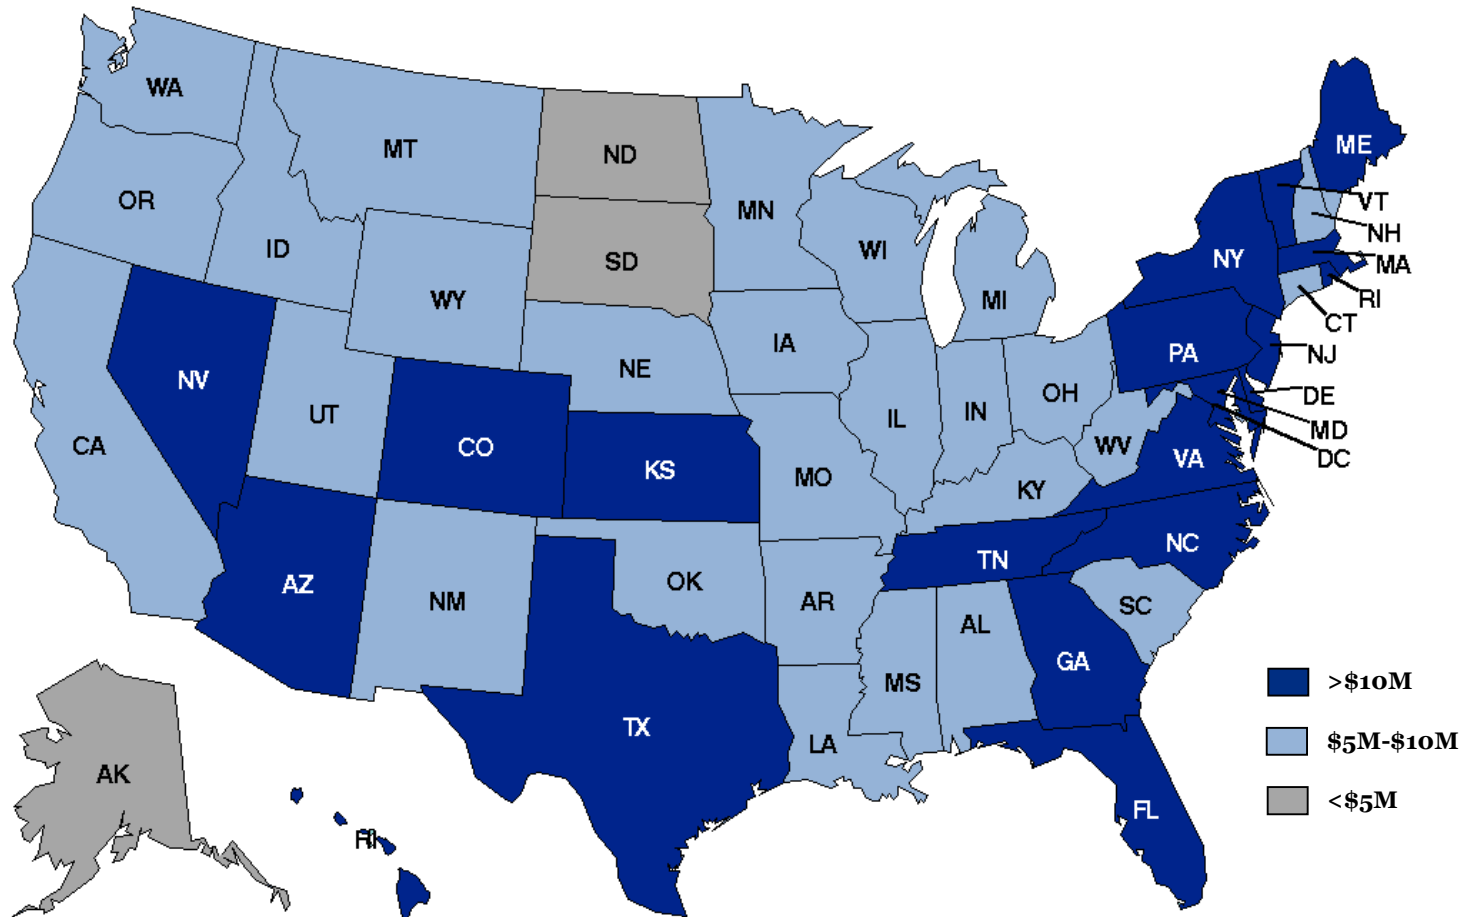 WA
MT
ND
ME
OR
MN
VT
ID
SD
WI
NH
NY
MA
WY
MI
RI
CT
IA
NJ
PA
NE
NV
OH
DE
UT
IL
IN
MD
CA
CO
WV
DC
KS
VA
MO
KY
NC
TN
AZ
OK
NM
AR
SC
AL
GA
MS
>$10M
TX
LA
$5M-$10M
AK
<$5M
FL
RI